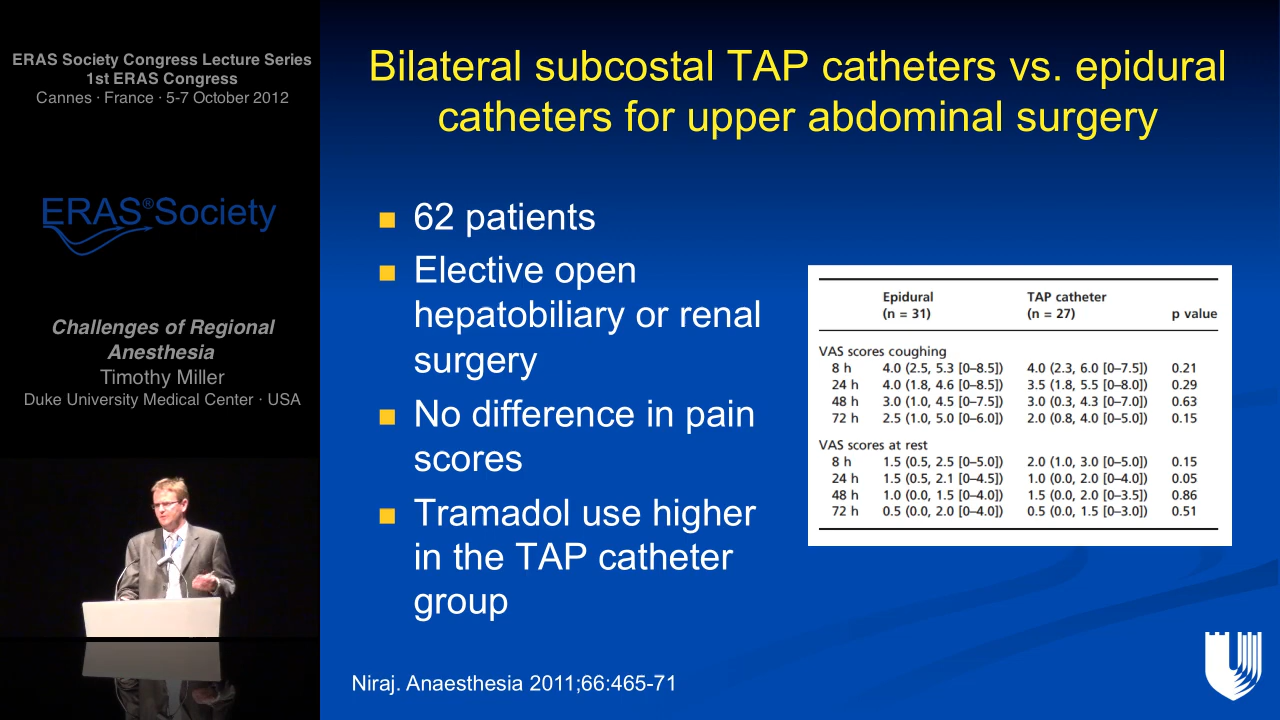 ERAS Society Congress Lecture Series
1st ERAS Congress
Cannes · France · 5-7 October 2012
ERAS®Society
Challenges of Regional
Anesthesia
Timothy Miller
Duke University Medical Center · USA
Bilateral subcostal TAP catheters vs. epidural
catheters for upper abdominal surgery
62 patients
Elective open
hepatobiliary or renal
surgery
No difference in pain
scores
Tramadol use higher
in the TAP catheter
group
Epidural TAP catheter
(n = 31) (n = 27) p value
VAS scores coughing
8 h 4.0 (2.5, 5.3 [0–8.5]) 4.0 (2.3, 6.0 [0–7.5]) 0.21
24 h 4.0 (1.8, 4.6 [0–8.5]) 3.5 (1.8, 5.5 [0–8.0]) 0.29
48 h 3.0 (1.0, 4.5 [0–7.5]) 3.0 (0.3, 4.3 [0–7.0]) 0.63
72 h 2.5 (1.0, 5.0 [0–6.0]) 2.0 (0.8, 4.0 [0–5.0]) 0.15
VAS scores at rest
8 h 1.5 (0.5, 2.5 [0–5.0]) 2.0 (1.0, 3.0 [0–5.0]) 0.15
24 h 1.5 (0.5, 2.1 [0–4.5]) 1.0 (0.0, 2.0 [0–4.0]) 0.05
48 h 1.0 (0.0, 1.5 [0–4.0]) 1.5 (0.0, 2.0 [0–3.5]) 0.86
72 h 0.5 (0.0, 2.0 [0–4.0]) 0.5 (0.0, 1.5 [0–3.0]) 0.51
Niraj. Anaesthesia 2011;66:465-71